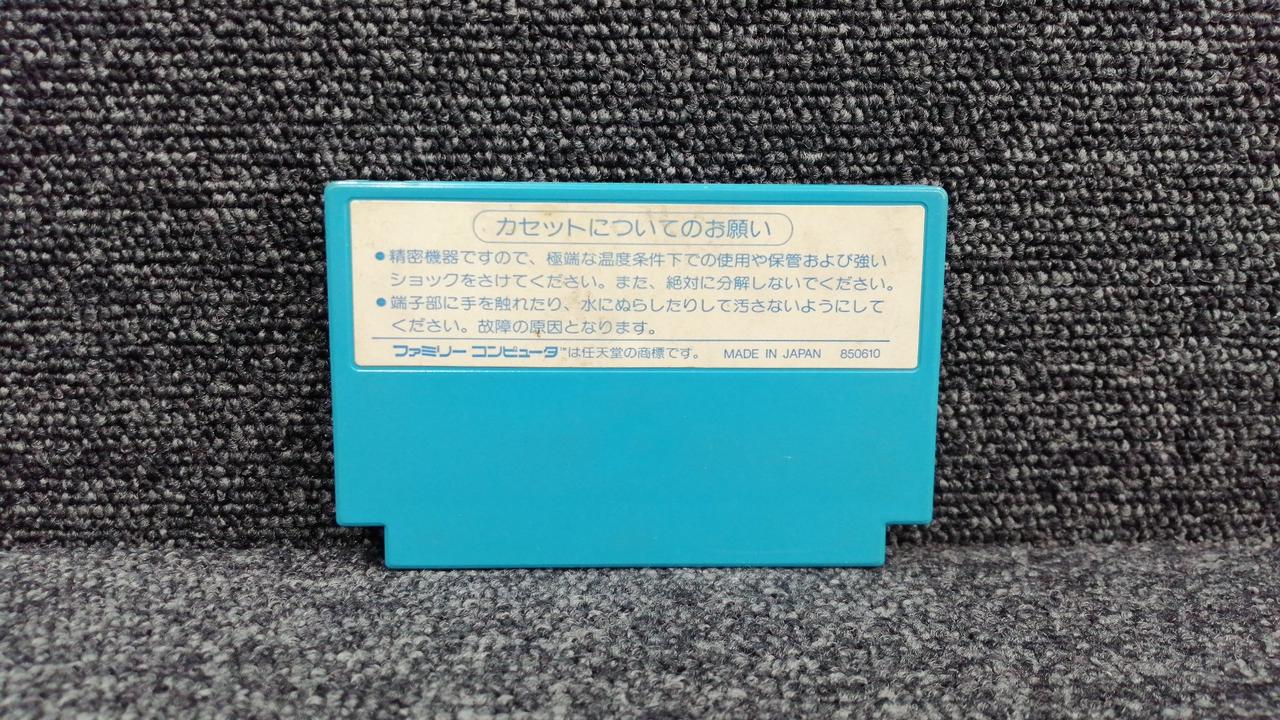 カセットについてのお願い
●精密機器ですので、極端な温度条件下での使用や保管および強い
ショックをさけてください。また、絶対に分解しないでください。
●端子部に手を触れたり、水にぬらしたりして汚さないようにして
ください。故障の原因となります。
ファミリーコンピュータ™は任天堂の商標です。 MADE IN JAPAN 850610